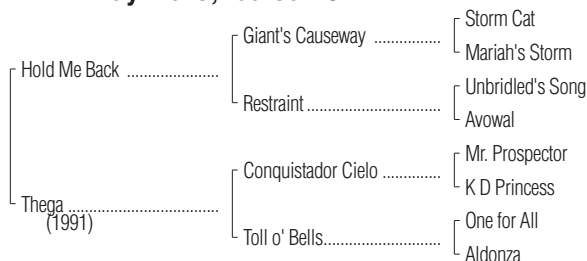 Storm Cat
Giant's Causeway ................
Mariah's Storm
Hold Me Back ......................
Unbridled's Song
Restraint ................................
Avowal
Mr. Prospector
Conquistador Cielo ..............
K D Princess
Thega ....................................
(1991)
One for All
Toll o' Bells............................
Aldonza